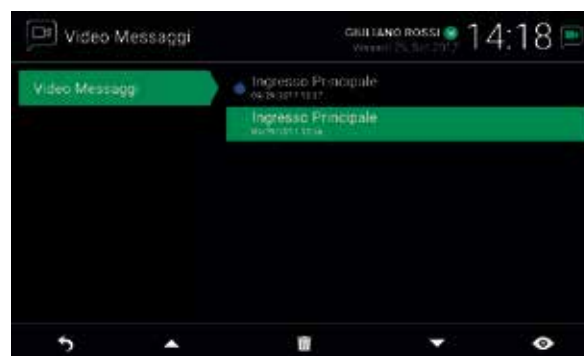 Video Messaggi
GIULIANO ROSSI
14:18
Video Messaggi
Ingresso Principale
Ingresso Principale